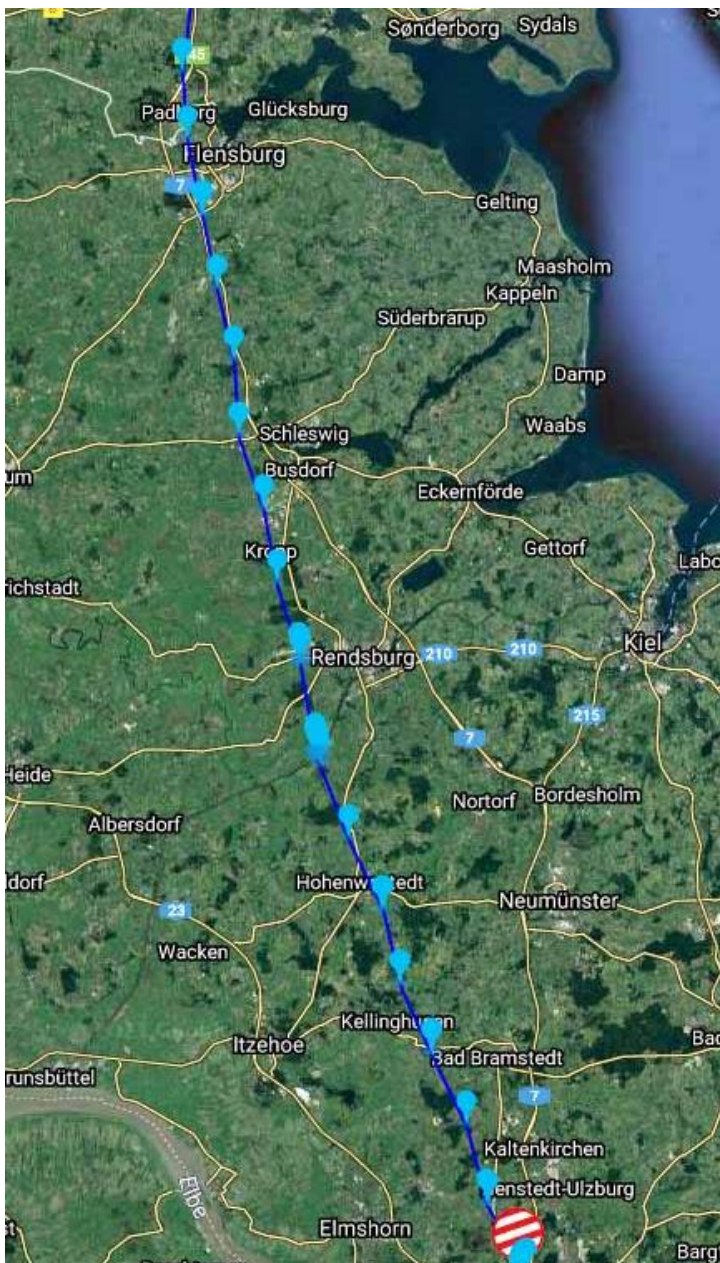 Sønderborg
Sydals
45
Padborg
Glücksburg
Flensburg
7
Gelting
Maasholm
Kappeln
Süderbrarup
Damp
Waabs
Schleswig
Busdorf
Eckernförde
Gettorf
Kropp
Kiel
Rendsburg
210
210
215
7
Nortorf
Bordesholm
Albersdorf
Heide
Hohenwestedt
Neumünster
23
Wacken
Kellinghusen
Itzehoe
Bad Bramstedt
7
Kaltenkirchen
Elbe
Elmshorn